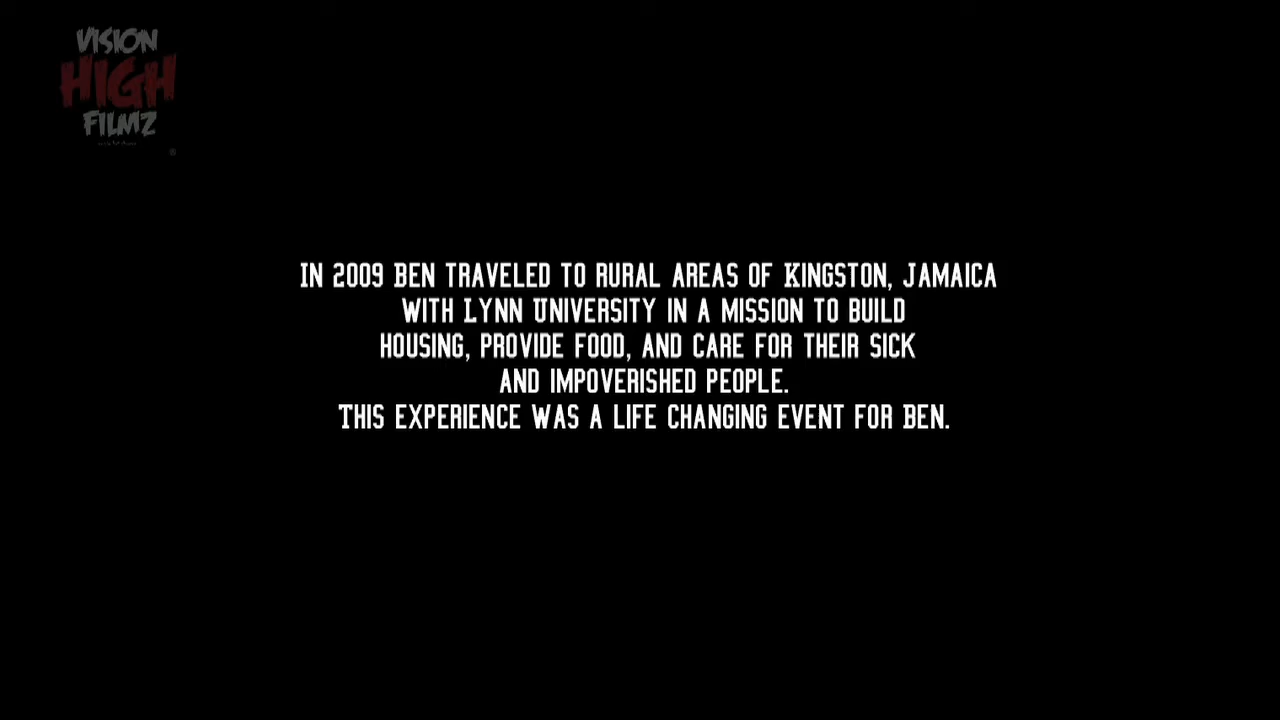 VISION
HIGH
FILMZ
IN 2009 BEN TRAVELED TO RURAL AREAS OF KINGSTON, JAMAICA
WITH LYNN UNIVERSITY IN A MISSION TO BUILD
HOUSING, PROVIDE FOOD, AND CARE FOR THEIR SICK
AND IMPOVERISHED PEOPLE.
THIS EXPERIENCE WAS A LIFE CHANGING EVENT FOR BEN.